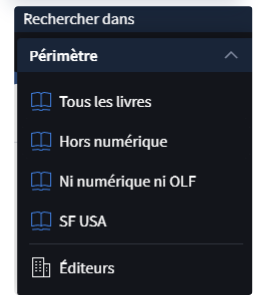 Rechercher dans
Périmètre
Tous les livres
Hors numérique
Ni numérique ni OLF
SF USA
Éditeurs